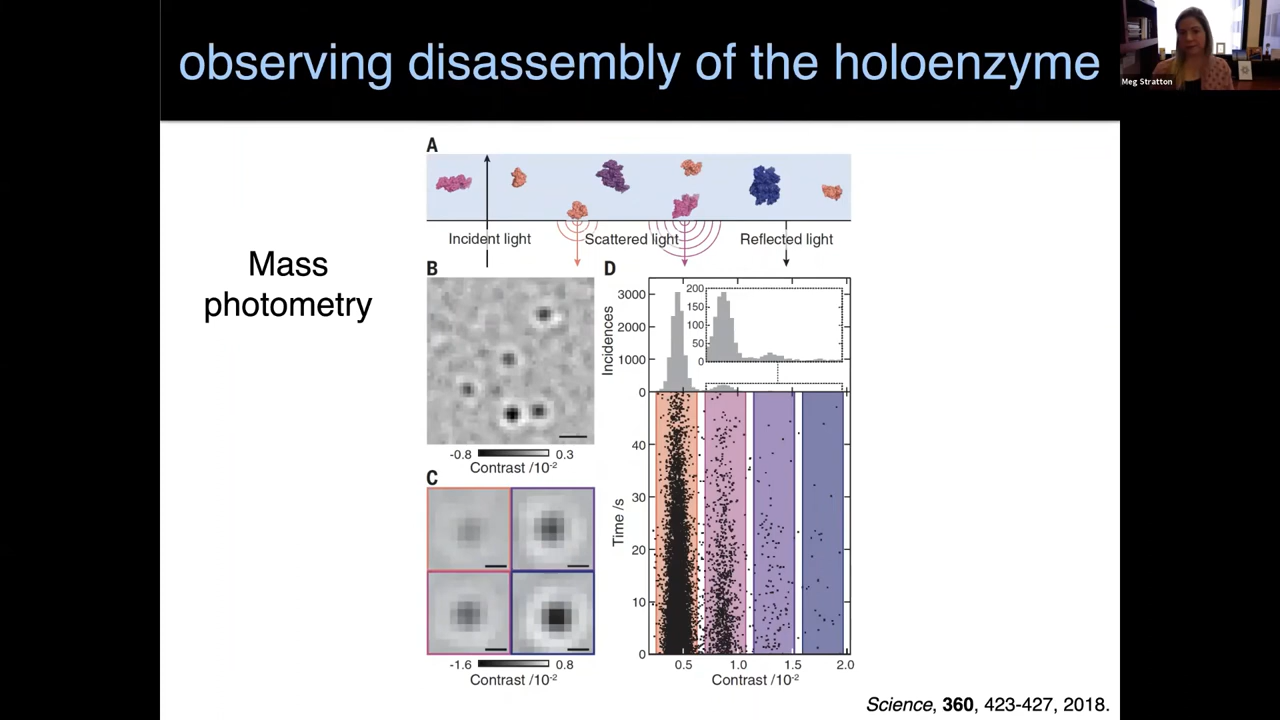 observing disassembly of the holoenzyme
Meg Stratton
Mass
photometry
A
Incident light
Scattered light
Reflected light
B
-0.8
0.3
Contrast /10-2
C
-1.6
0.8
Contrast /10-2
D
Incidences
3000
2000
1000
0
200
150
100
50
0
Time /s
40
30
20
10
0
0.5 1.0 1.5 2.0
Contrast /10-2
Science, 360, 423-427, 2018.